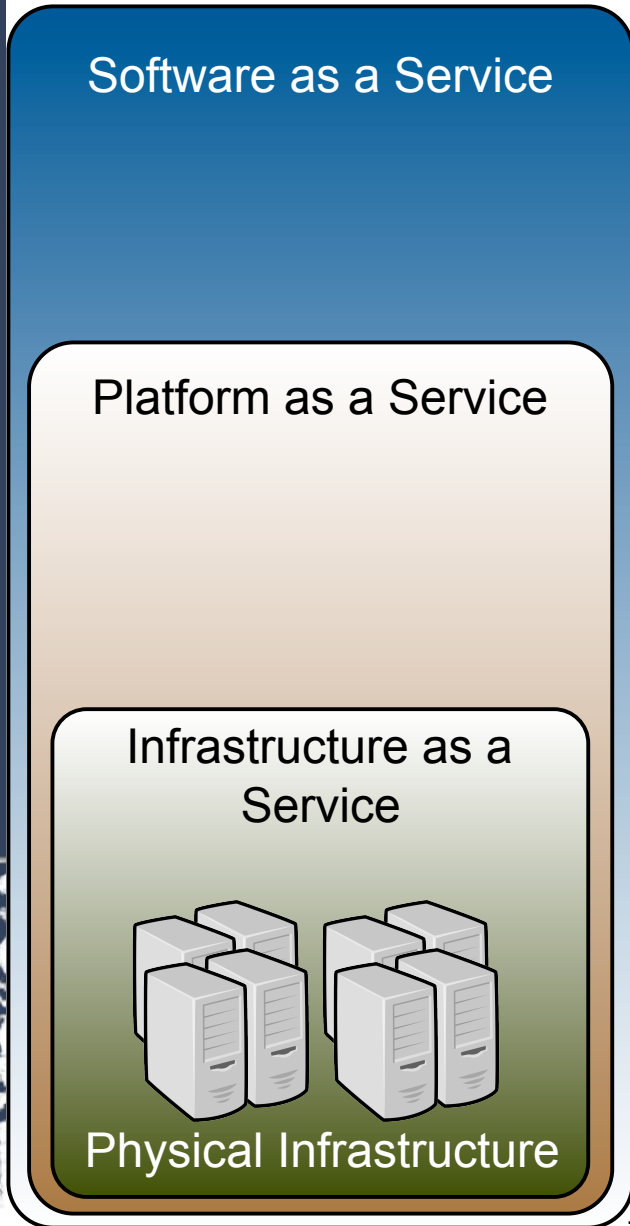 Software as a Service
Platform as a Service
Infrastructure as a
Service
Physical Infrastructure